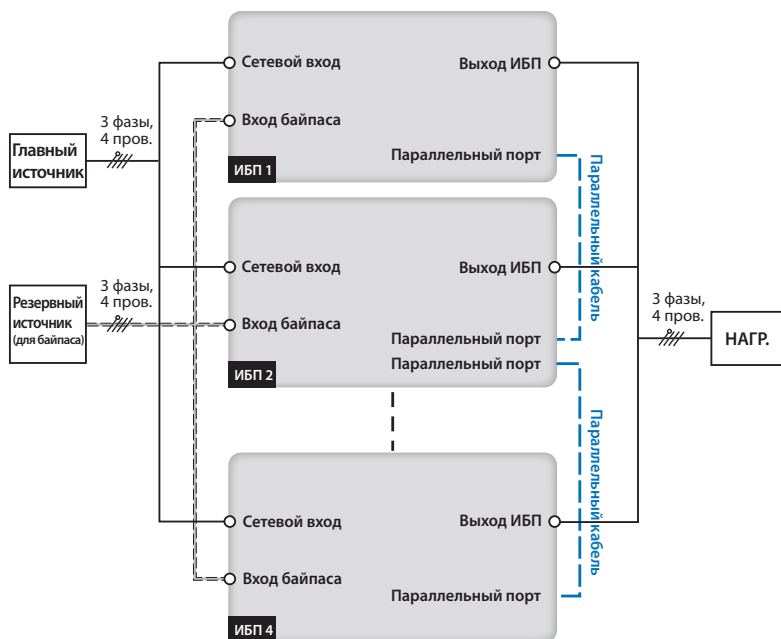 Сетевой вход
Выход ИБП
3 фазы,
4 пров.
Вход байпаса
Главный
источник
Параллельный порт
ИБП 1
Параллельный кабель
Сетевой вход
Выход ИБП
3 фазы,
4 пров.
Резервный
источник
(для байпаса)
Вход байпаса
3 фазы,
4 пров.
НАГР.
Параллельный порт
Параллельный порт
ИБП 2
Параллельный кабель
Сетевой вход
Выход ИБП
Вход байпаса
Параллельный порт
ИБП 4